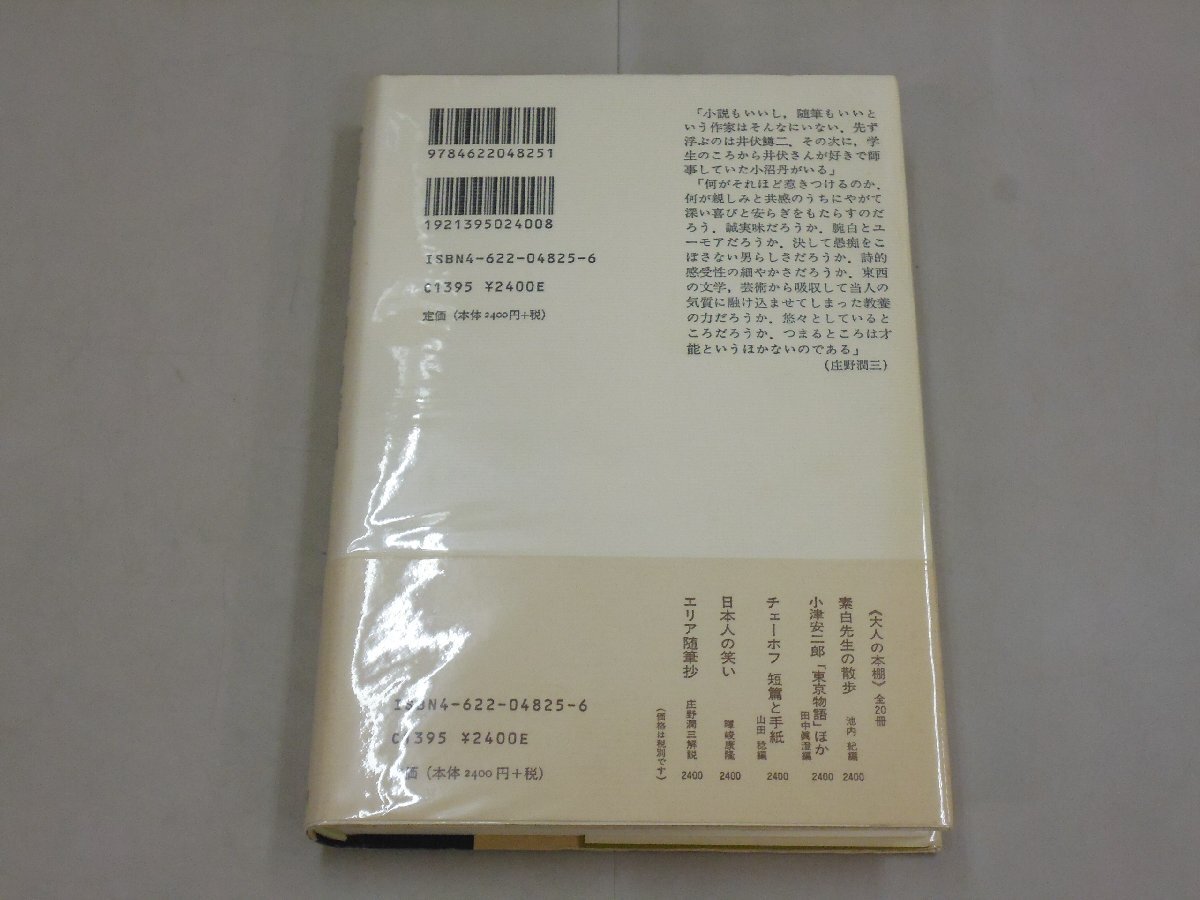 9784622048251
1921395024008
ISBN4-622-04825-6
C1395 ¥2400E
定価（本体2400円+税）
「小説もいいし，随筆もいいと
いう作家はそんなにいない．先ず
浮ぶのは井伏鱒二．その次に，学
生のころから井伏さんが好きで師
事していた小沼丹がいる」
「何がそれほど惹きつけるのか．
何が親しみと共感のうちにやがて
深い喜びと安らぎをもたらすのだ
ろう．誠実味だろうか．腕白とユ
ーモアだろうか．決して愚痴をこ
ぼさない男らしさだろうか．詩的
感受性の細やかさだろうか．東西
の文学，芸術から吸収して当人の
気質に融け込ませてしまった教養
の力だろうか．悠々としていると
ころだろうか．つまるところは才
能というほかないのである」
（庄野潤三）
《大人の本棚》全20冊
素白先生の散歩 池内 紀編 2400
小津安二郎「東京物語」ほか 田中眞澄編 2400
チェーホフ 短篇と手紙 山田 稔編 2400
日本人の笑い 暉峻康隆 2400
エリア随筆抄 庄野潤三解説 2400
（価格は税別です）
ISBN4-622-04825-6
C1395 ¥2400E
価（本体2400円+税）